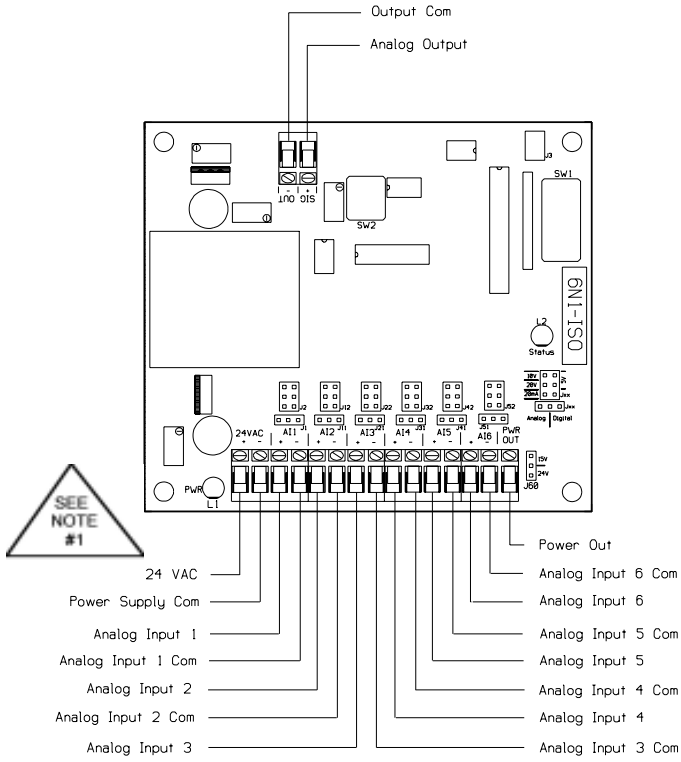 Output Com
Analog Output
J3
SW1
OUT SIG
- +
SW2
6N1-ISO
L2
Status
10V
20V
20mA
5V
Jxx
Jxx
Analog Digital
J2 J12 J22 J32 J42 J52
J1 J11 J21 J31 J41 J51
24VAC AI1 AI2 AI3 AI4 AI5 AI6 PWR OUT
+ - + - + - + - + - + - + -
15V
24V
J60
PWR
L1
SEE
NOTE
#1
24 VAC
Power Supply Com
Analog Input 1
Analog Input 1 Com
Analog Input 2
Analog Input 2 Com
Analog Input 3
Power Out
Analog Input 6 Com
Analog Input 6
Analog Input 5 Com
Analog Input 5
Analog Input 4 Com
Analog Input 4
Analog Input 3 Com